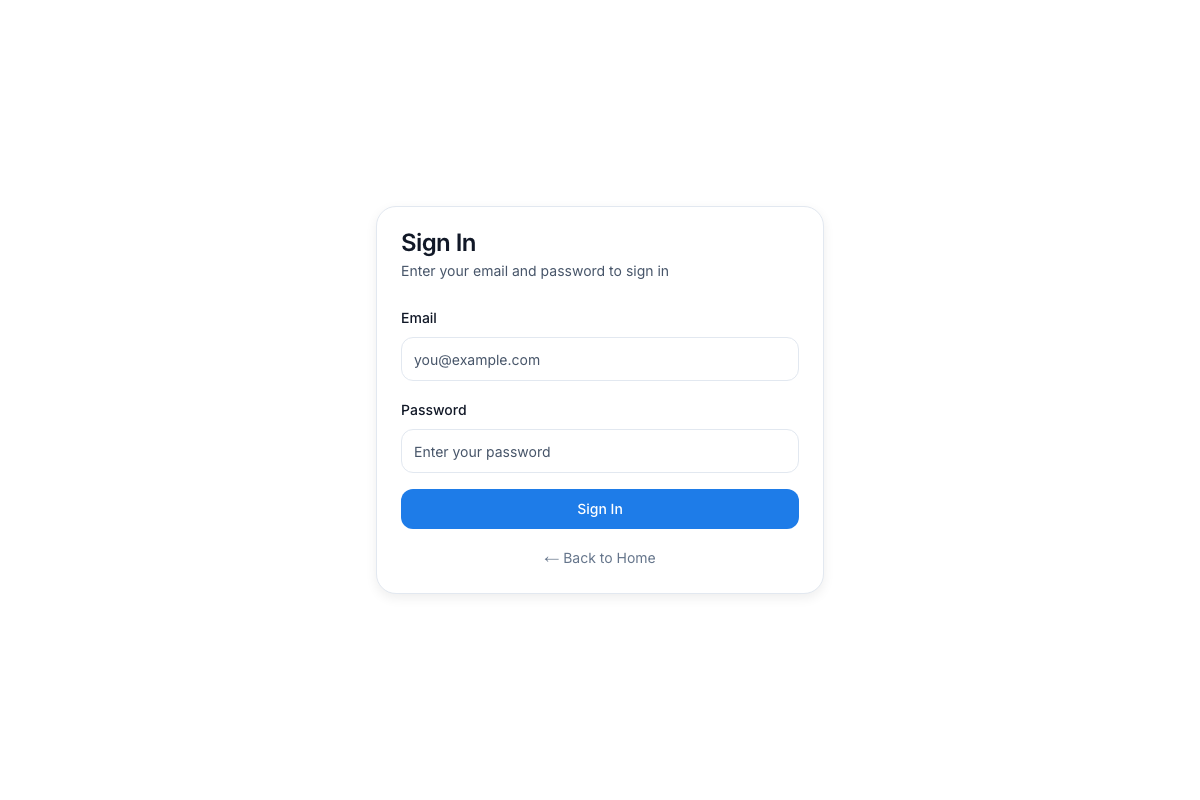 Sign In
Enter your email and password to sign in
Email
you@example.com
Password
Enter your password
Sign In
← Back to Home